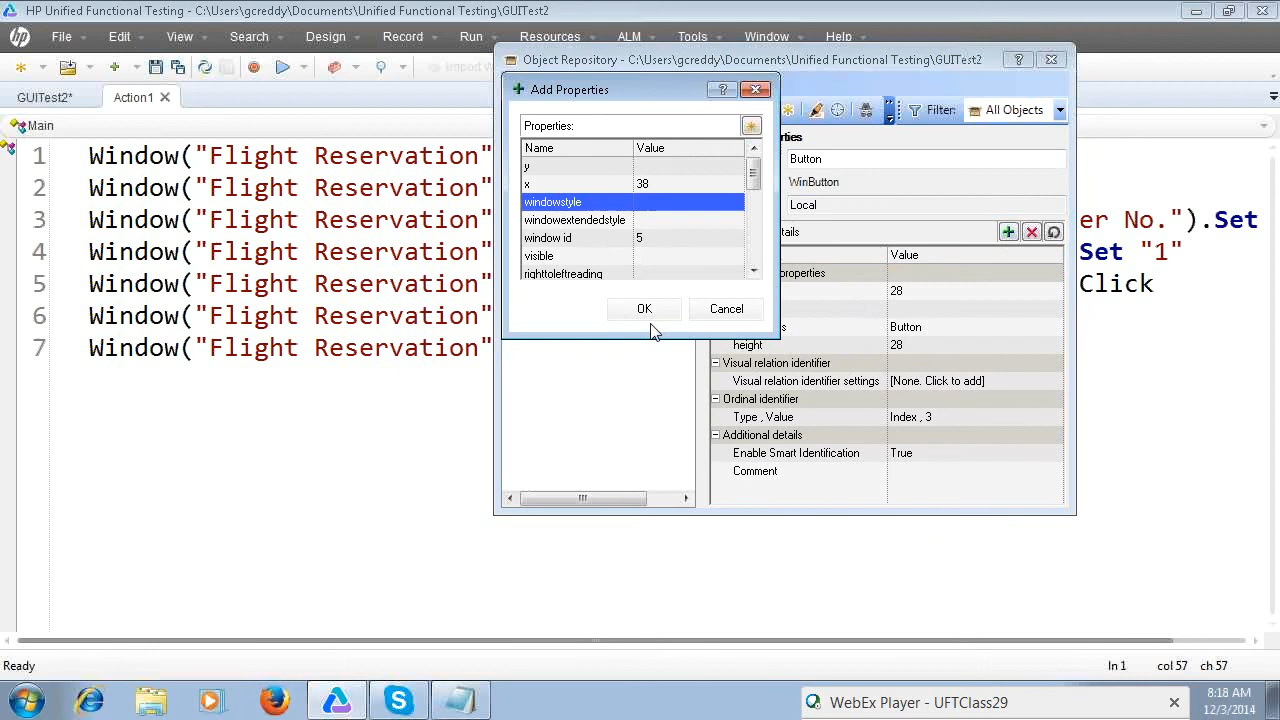 HP Unified Functional Testing - C:\Users\gcreddy\Documents\Unified Functional Testing\GUITest2
hp File Edit View Search Design Record Run Resources ALM Tools Window Help
Object Repository - C:\Users\gcreddy\Documents\Unified Functional Testing\GUITest2
Import
GUITest2* Action1
Main
Add Properties
Filter: All Objects
Properties:
Name Value
y
x 38
windowstyle
windowextendedstyle
window id 5
visible
righttoleftreading
OK Cancel
Button
WinButton
Local
Value
28
Button
height 28
Visual relation identifier
Visual relation identifier settings [None. Click to add]
Ordinal identifier
Type , Value Index , 3
Additional details
Enable Smart Identification True
Comment
1 Window("Flight Reservation"
2 Window("Flight Reservation"
3 Window("Flight Reservation" er No.").Set
4 Window("Flight Reservation" Set "1"
5 Window("Flight Reservation" Click
6 Window("Flight Reservation"
7 Window("Flight Reservation"
Ready ln 1 col 57 ch 57
WebEx Player - UFTClass29
8:18 AM
12/3/2014